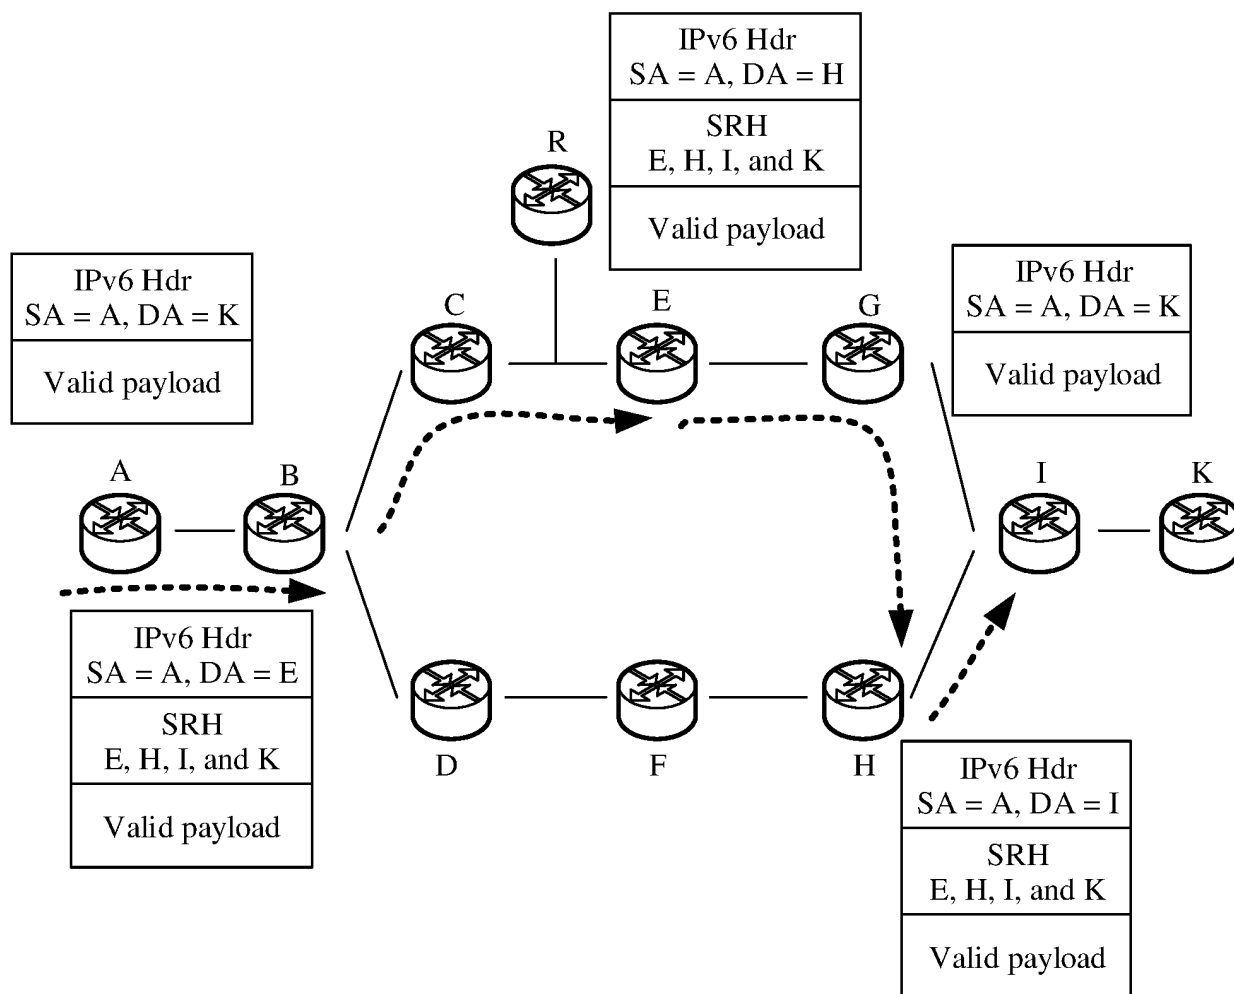 IPv6 Hdr
SA = A, DA = H
SRH
E, H, I, and K
Valid payload
R
IPv6 Hdr
SA = A, DA = K
Valid payload
C
E
G
IPv6 Hdr
SA = A, DA = K
Valid payload
A
B
I
K
IPv6 Hdr
SA = A, DA = E
SRH
E, H, I, and K
Valid payload
D
F
H
IPv6 Hdr
SA = A, DA = I
SRH
E, H, I, and K
Valid payload